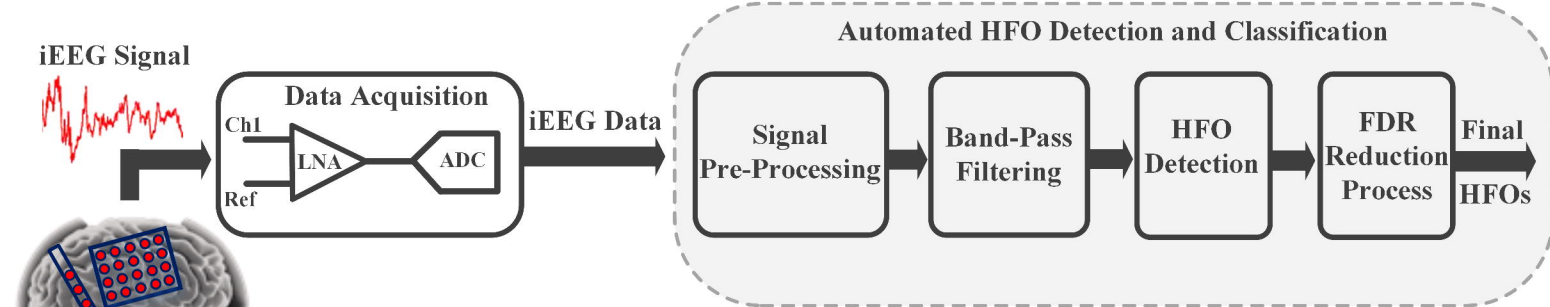 Automated HFO Detection and Classification
iEEG Signal
Data Acquisition
Ch1
LNA
ADC
Ref
iEEG Data
Signal
Pre-Processing
Band-Pass
Filtering
HFO
Detection
FDR
Reduction
Process
Final
HFOs